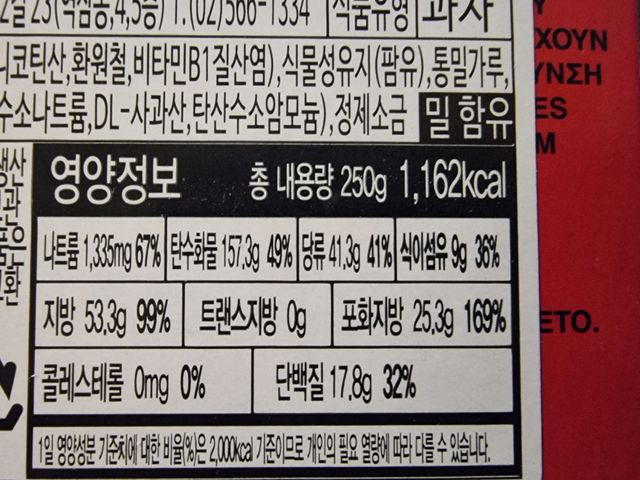 23(역삼동,4,5층) T.(02)566-1334 식품유형 과자
니코틴산,환원철,비타민B1질산염),식물성유지(팜유),통밀가루,
수소나트륨,DL-사과산,탄산수소암모늄),정제소금 밀 함유
영양정보 총 내용량 250g 1,162kcal
나트륨 1,335mg 67% 탄수화물 157.3g 49% 당류 41.3g 41% 식이섬유 9g 36%
지방 53.3g 99% 트랜스지방 0g 포화지방 25.3g 169%
콜레스테롤 0mg 0% 단백질 17.8g 32%
1일 영양성분 기준치에 대한 비율(%)은 2,000kcal 기준이므로 개인의 필요 열량에 따라 다를 수 있습니다.
ΧΟΥΝ
ΥΝΣΗ
ES
M
ETO.